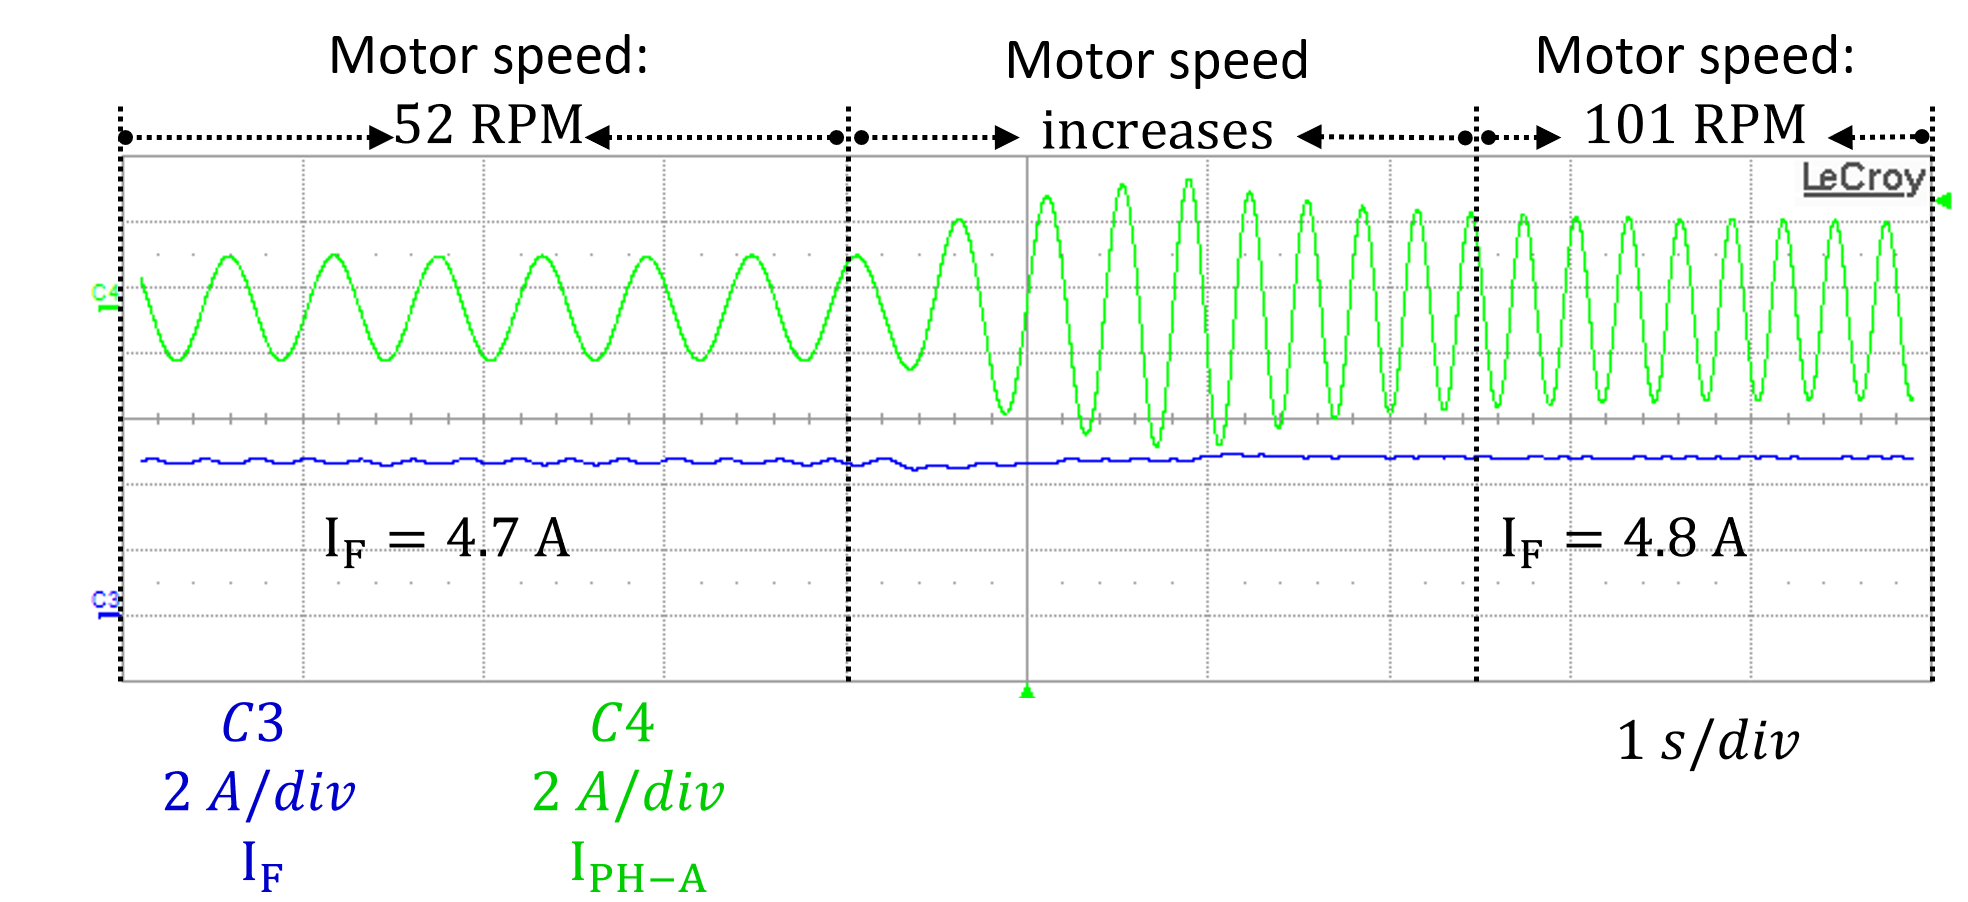 Motor speed:
52 RPM
Motor speed
increases
Motor speed:
101 RPM
LeCroy
C4
C3
I_F = 4.7 A
I_F = 4.8 A
C3
2 A/div
I_F
C4
2 A/div
I_PH−A
1 s/div